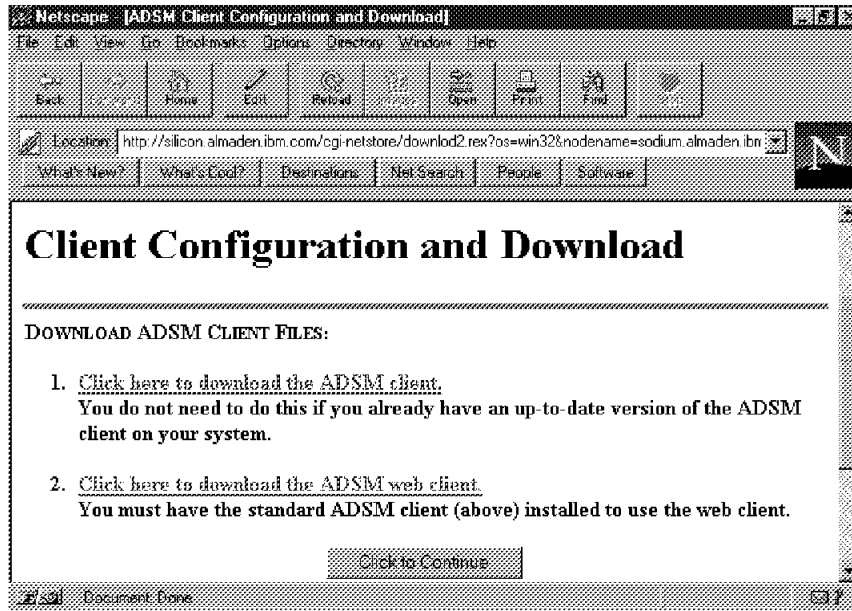 Netscape - [ADSM Client Configuration and Download]
File Edit View Go Bookmarks Options Directory Window Help
Back Forward Home Edit Reload Images Open Print Find Stop
Location: http://silicon.almaden.ibm.com/cgi-netstore/downlod2.rex?os=win32&nodename=sodium.almaden.ibm
What's New? What's Cool? Destinations Net Search People Software
N
Client Configuration and Download
DOWNLOAD ADSM CLIENT FILES:
1. Click here to download the ADSM client.
You do not need to do this if you already have an up-to-date version of the ADSM
client on your system.
2. Click here to download the ADSM web client.
You must have the standard ADSM client (above) installed to use the web client.
Click to Continue
Document: Done